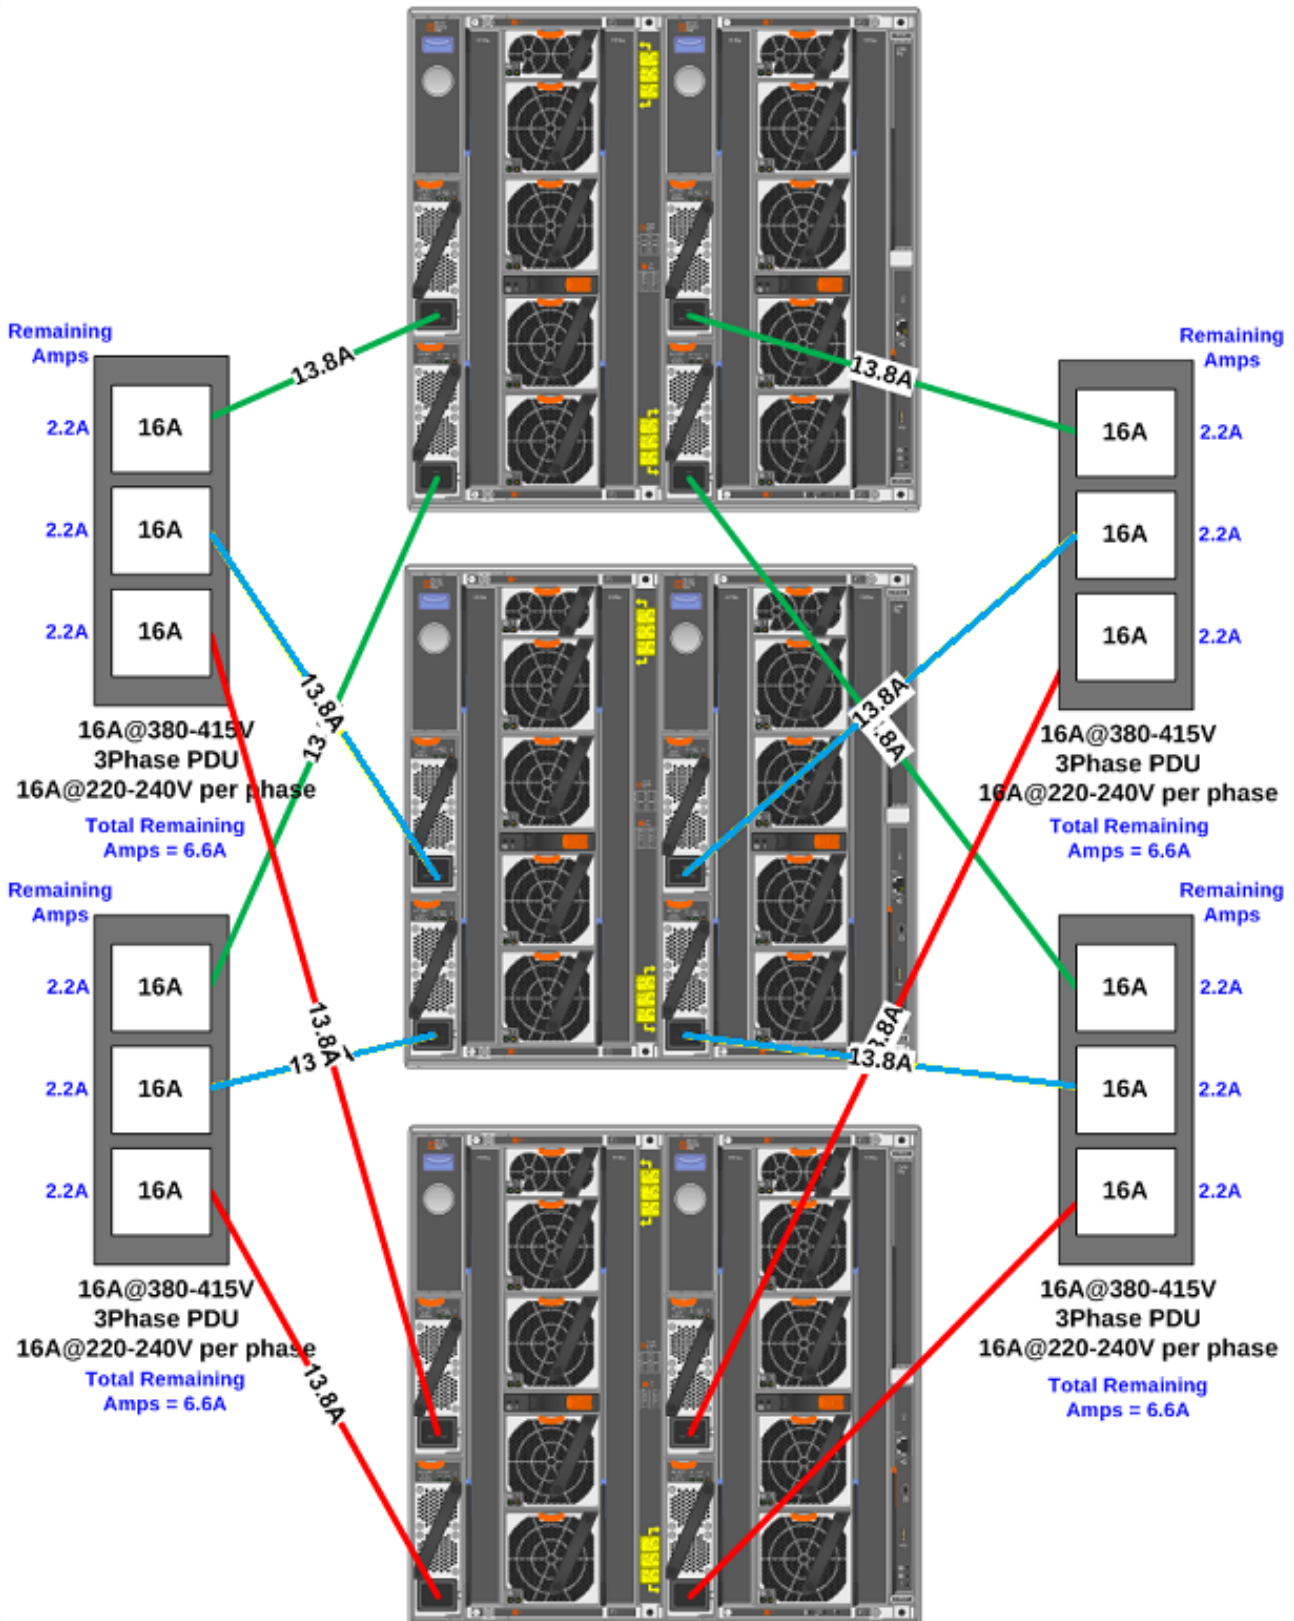 Remaining
Amps
16A
2.2A
16A
2.2A
16A
2.2A
16A@380-415V
3Phase PDU
16A@220-240V per phase
Total Remaining
Amps = 6.6A
Remaining
Amps
16A
2.2A
16A
2.2A
16A
2.2A
16A@380-415V
3Phase PDU
16A@220-240V per phase
Total Remaining
Amps = 6.6A
13.8A
13.8A
13.8A
13
13.8A
.8A
13.8A
13
3.8A
13.8A
13.8A
Remaining
Amps
16A
2.2A
16A
2.2A
16A
2.2A
16A@380-415V
3Phase PDU
16A@220-240V per phase
Total Remaining
Amps = 6.6A
Remaining
Amps
16A
2.2A
16A
2.2A
16A
2.2A
16A@380-415V
3Phase PDU
16A@220-240V per phase
Total Remaining
Amps = 6.6A